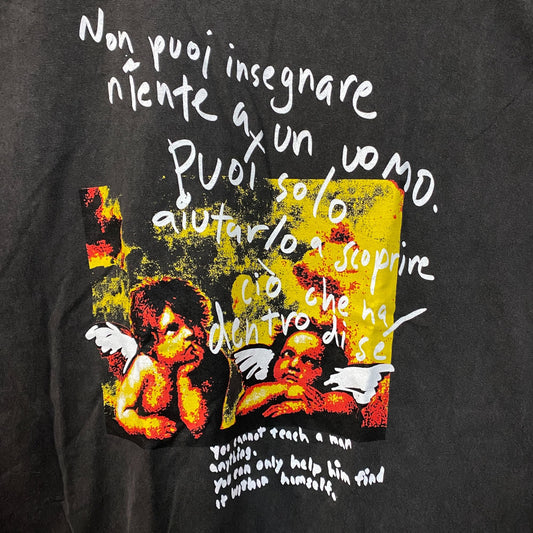 Non puoi insegnare
niente a un uomo.
Puoi solo
aiutarlo a scoprire
ciò che ha
dentro di sé
You cannot teach a man
anything.
You can only help him find
it within himself.